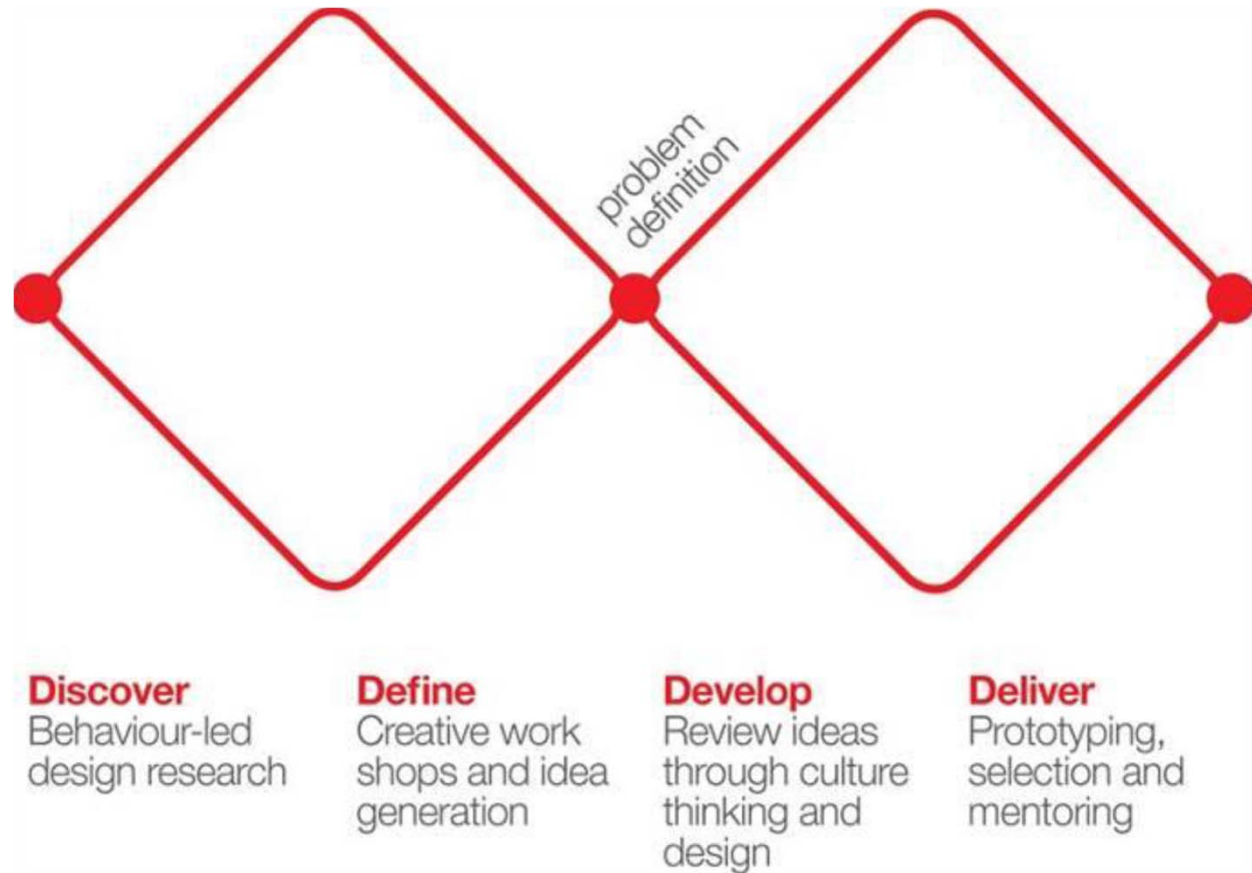 problem
definition
Discover
Behaviour-led
design research
Define
Creative work
shops and idea
generation
Develop
Review ideas
through culture
thinking and
design
Deliver
Prototyping,
selection and
mentoring